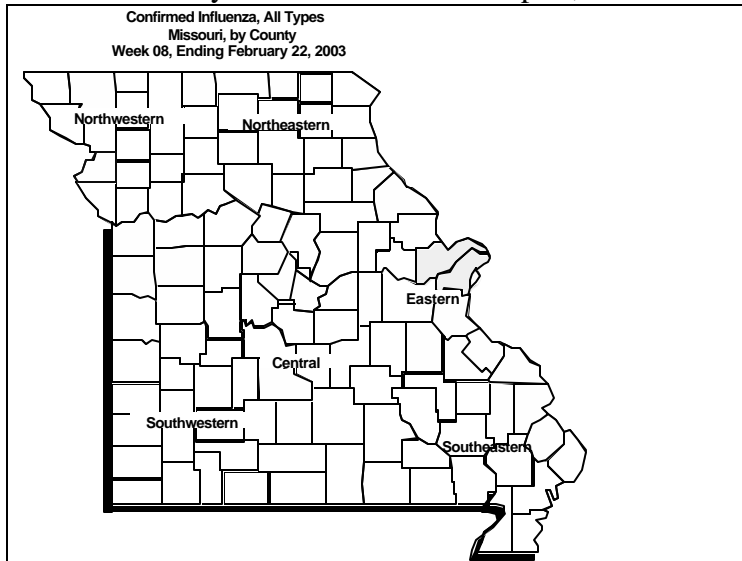 Confirmed Influenza, All Types
Missouri, by County
Week 08, Ending February 22, 2003
Northwestern
Northeastern
Eastern
Central
Southwestern
Southeastern